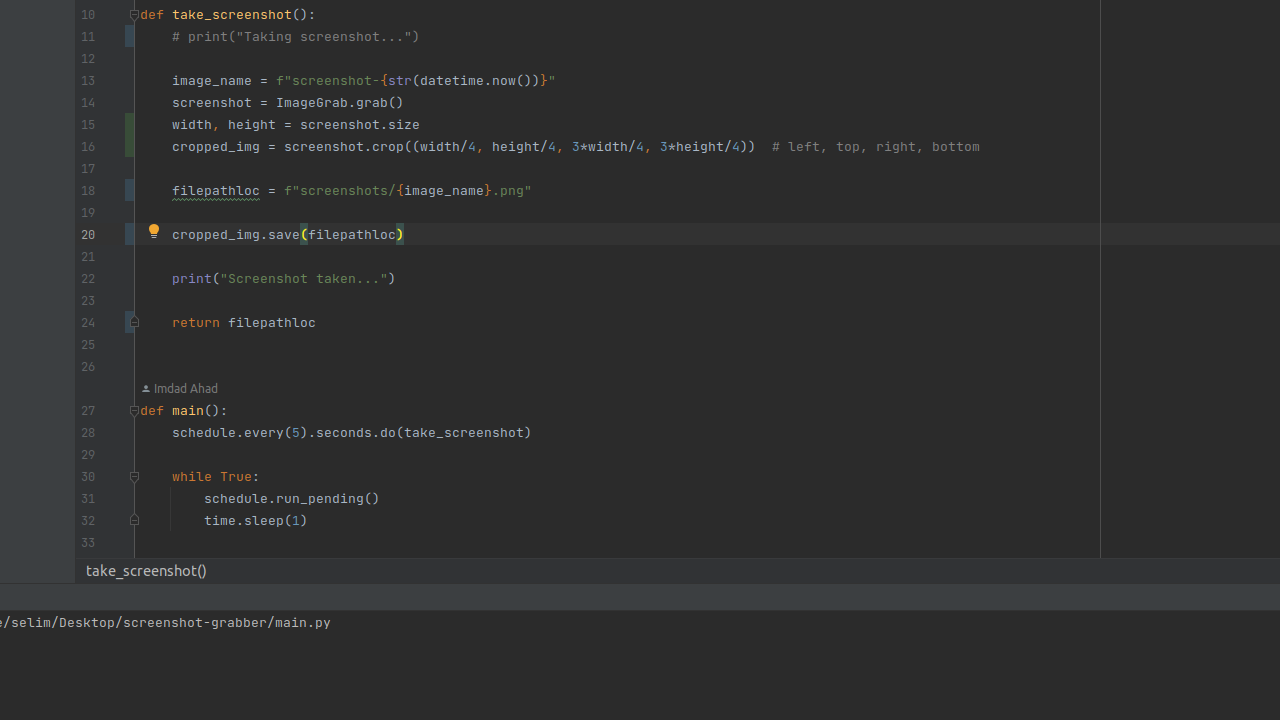 10 def take_screenshot():
11 # print("Taking screenshot...")
12
13 image_name = f"screenshot-{str(datetime.now())}"
14 screenshot = ImageGrab.grab()
15 width, height = screenshot.size
16 cropped_img = screenshot.crop((width/4, height/4, 3*width/4, 3*height/4)) # left, top, right, bottom
17
18 filepathloc = f"screenshots/{image_name}.png"
19
20 cropped_img.save(filepathloc)
21
22 print("Screenshot taken...")
23
24 return filepathloc
25
26
Imdad Ahad
27 def main():
28 schedule.every(5).seconds.do(take_screenshot)
29
30 while True:
31 schedule.run_pending()
32 time.sleep(1)
33
take_screenshot()
e/selim/Desktop/screenshot-grabber/main.py